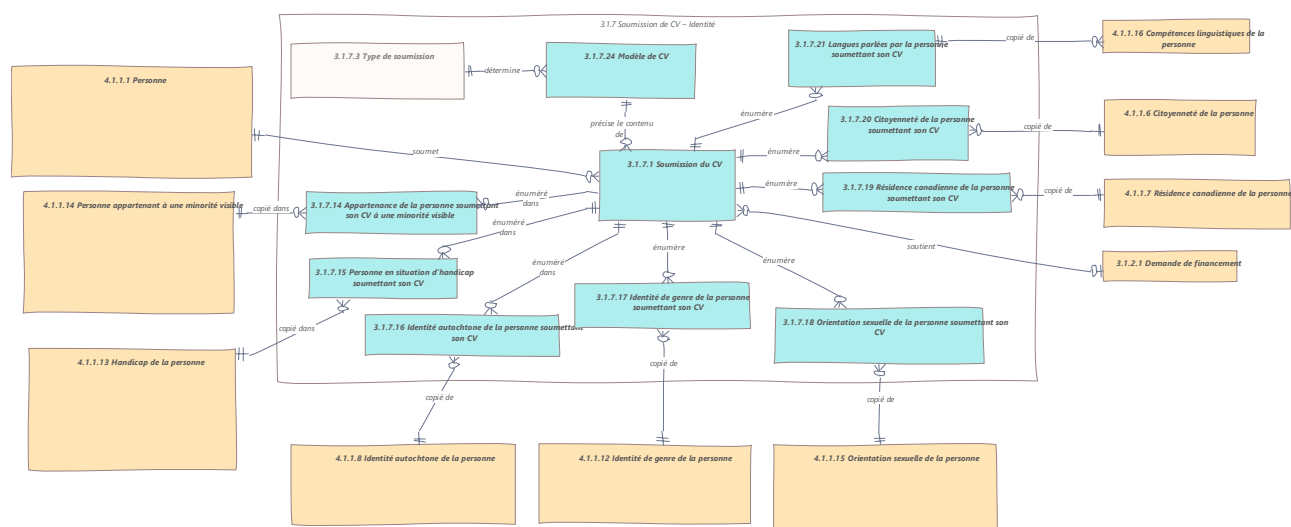 3.1.7 Soumission de CV – Identité
3.1.7.3 Type de soumission
détermine
3.1.7.24 Modèle de CV
3.1.7.21 Langues parlées par la personne
soumettant son CV
copié de
4.1.1.16 Compétences linguistiques de la
personne
4.1.1.1 Personne
soumet
précise le contenu
de
énumère
3.1.7.20 Citoyenneté de la personne
soumettant son CV
copié de
4.1.1.6 Citoyenneté de la personne
3.1.7.1 Soumission du CV
énumère
énumère
3.1.7.19 Résidence canadienne de la personne
soumettant son CV
copié de
4.1.1.7 Résidence canadienne de la personne
4.1.1.14 Personne appartenant à une minorité visible
copié dans
3.1.7.14 Appartenance de la personne soumettant
son CV à une minorité visible
énuméré
dans
énuméré
dans
soutient
3.1.2.1 Demande de financement
3.1.7.15 Personne en situation d'handicap
soumettant son CV
énuméré
dans
énumère
énumère
copié dans
3.1.7.16 Identité autochtone de la personne soumettant
son CV
3.1.7.17 Identité de genre de la personne
soumettant son CV
3.1.7.18 Orientation sexuelle de la personne soumettant son
CV
4.1.1.13 Handicap de la personne
copié de
copié de
copié de
4.1.1.8 Identité autochtone de la personne
4.1.1.12 Identité de genre de la personne
4.1.1.15 Orientation sexuelle de la personne